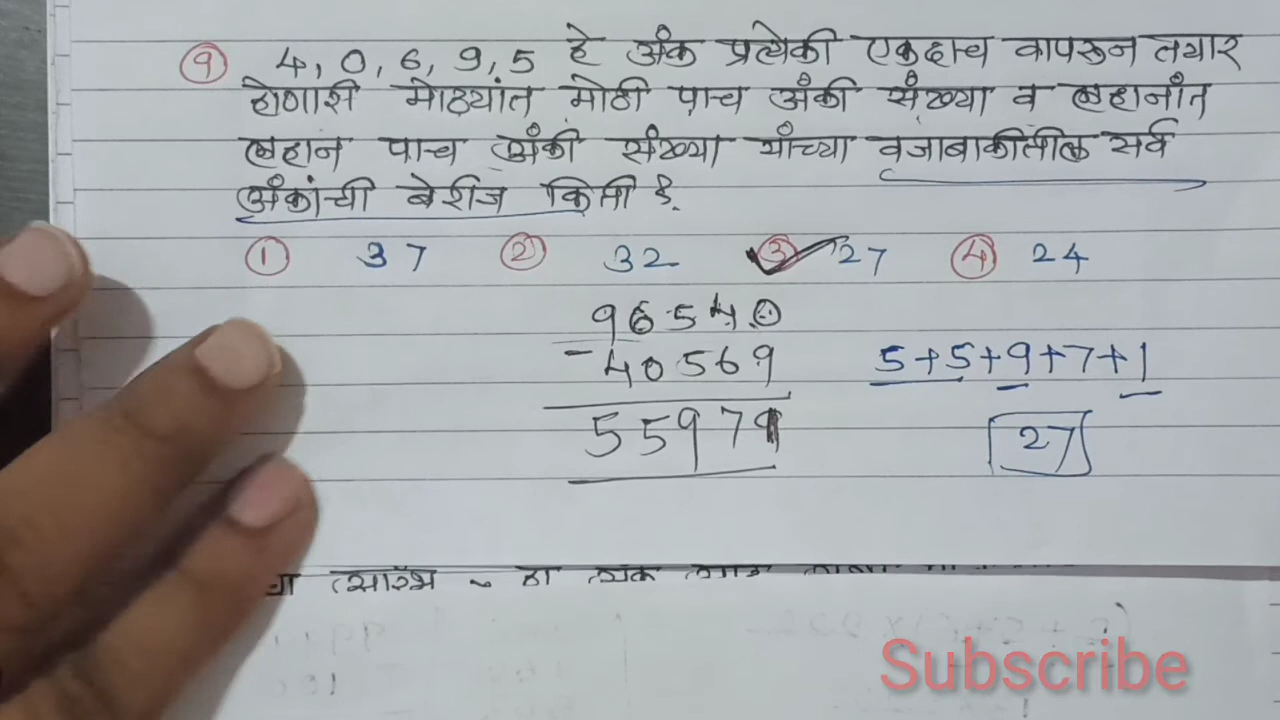 १ 4, 0, 6, 9, 5 हे अंक प्रत्येकी एकदाच वापरून तयार
होणारी मोठ्यांत मोठी पाच अंकी संख्या व लहानांत
लहान पाच अंकी संख्या यांच्या वजाबाकीतील सर्व
अंकांची बेरीज किती ?
1 37 2 32 3 27 4 24
96540
- 40569
55971
5+5+9+7+1
27
Subscribe